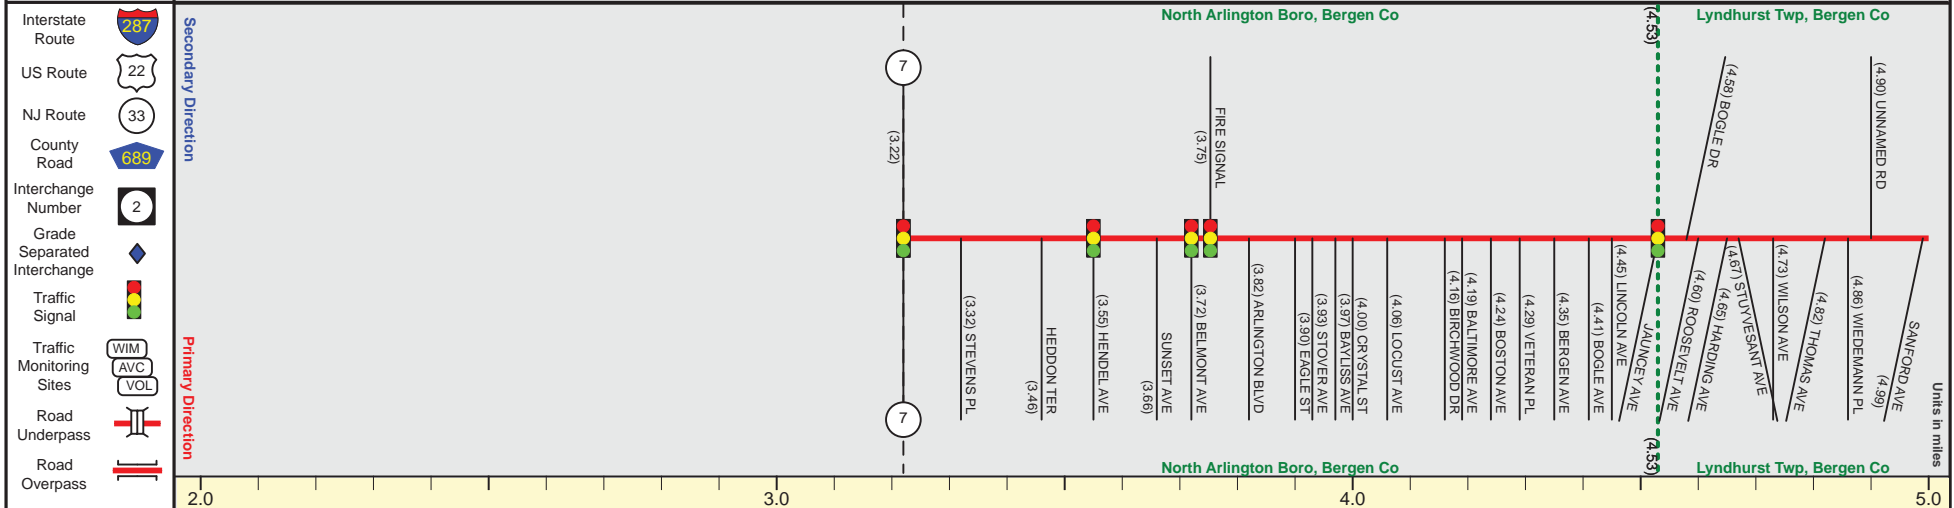 Interstate
Route
287
US Route
22
NJ Route
33
County
Road
689
Interchange
Number
2
Grade
Separated
Interchange
Traffic
Signal
Traffic
Monitoring
Sites
WIM
AVC
VOL
Road
Underpass
Road
Overpass
Secondary Direction
Primary Direction
North Arlington Boro, Bergen Co
(4.53)
Lyndhurst Twp, Bergen Co
7
(3.22)
FIRE SIGNAL
(3.75)
(4.58) BOGLE DR
(4.90) UNNAMED RD
(3.32) STEVENS PL
HEDDON TER
(3.46)
(3.55) HENDEL AVE
SUNSET AVE
(3.66)
(3.72) BELMONT AVE
(3.82) ARLINGTON BLVD
(3.90) EAGLE ST
(3.93) STOVER AVE
(3.97) BAYLISS AVE
(4.00) CRYSTAL ST
(4.06) LOCUST AVE
(4.16) BIRCHWOOD DR
(4.19) BALTIMORE AVE
(4.24) BOSTON AVE
(4.29) VETERAN PL
(4.35) BERGEN AVE
(4.41) BOGLE AVE
(4.45) LINCOLN AVE
JAUNCEY AVE
(4.60) ROOSEVELT AVE
(4.65) HARDING AVE
(4.67) STUYVESANT AVE
(4.73) WILSON AVE
(4.82) THOMAS AVE
(4.86) WIEDEMANN PL
SANFORD AVE
(4.99)
7
North Arlington Boro, Bergen Co
(4.53)
Lyndhurst Twp, Bergen Co
Units in miles
2.0
3.0
4.0
5.0